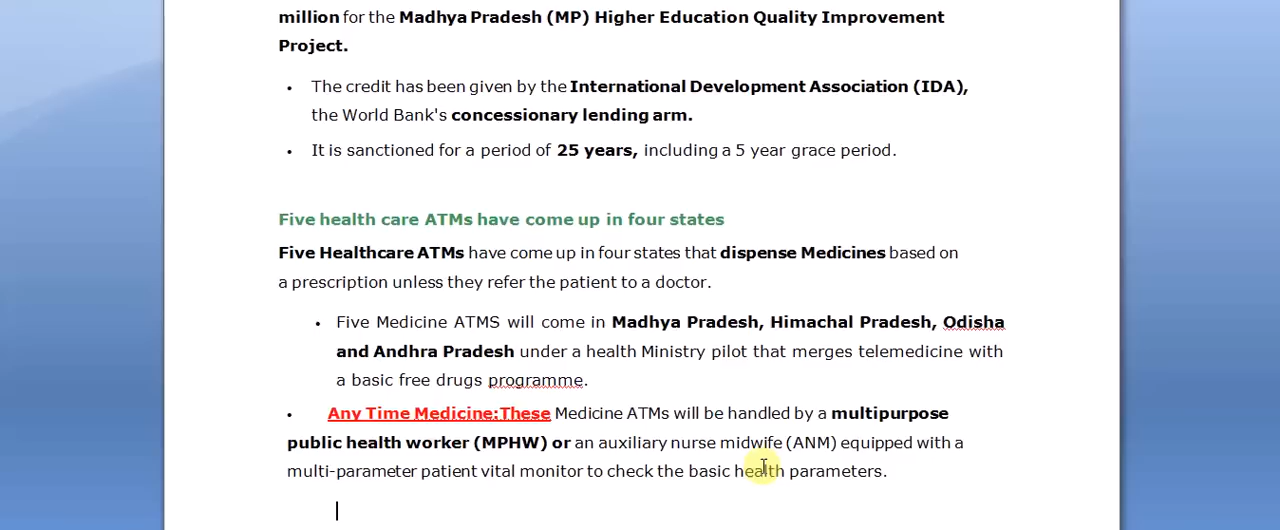 million for the Madhya Pradesh (MP) Higher Education Quality Improvement
Project.
• The credit has been given by the International Development Association (IDA),
the World Bank's concessionary lending arm.
• It is sanctioned for a period of 25 years, including a 5 year grace period.
Five health care ATMs have come up in four states
Five Healthcare ATMs have come up in four states that dispense Medicines based on
a prescription unless they refer the patient to a doctor.
• Five Medicine ATMS will come in Madhya Pradesh, Himachal Pradesh, Odisha
and Andhra Pradesh under a health Ministry pilot that merges telemedicine with
a basic free drugs programme.
• Any Time Medicine:These Medicine ATMs will be handled by a multipurpose
public health worker (MPHW) or an auxiliary nurse midwife (ANM) equipped with a
multi-parameter patient vital monitor to check the basic health parameters.